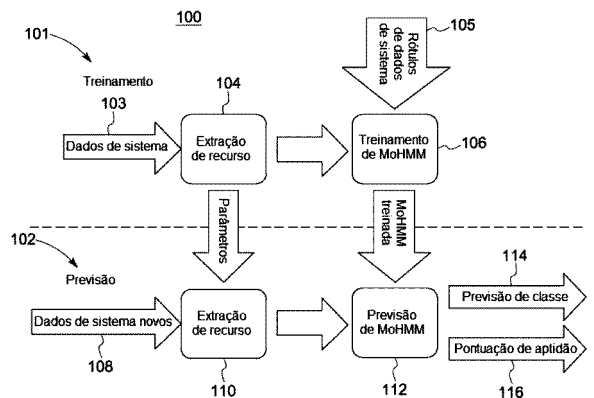 100
101
Treinamento
103
Dados de sistema
104
Extração
de recurso
105
Rótulos
de dados
de sistema
Treinamento
de MoHMM
106
Parâmetros
MoHMM
treinada
102
Previsão
Dados de sistema novos
108
Extração
de recurso
110
Previsão
de MoHMM
112
114
Previsão de classe
Pontuação de aptidão
116